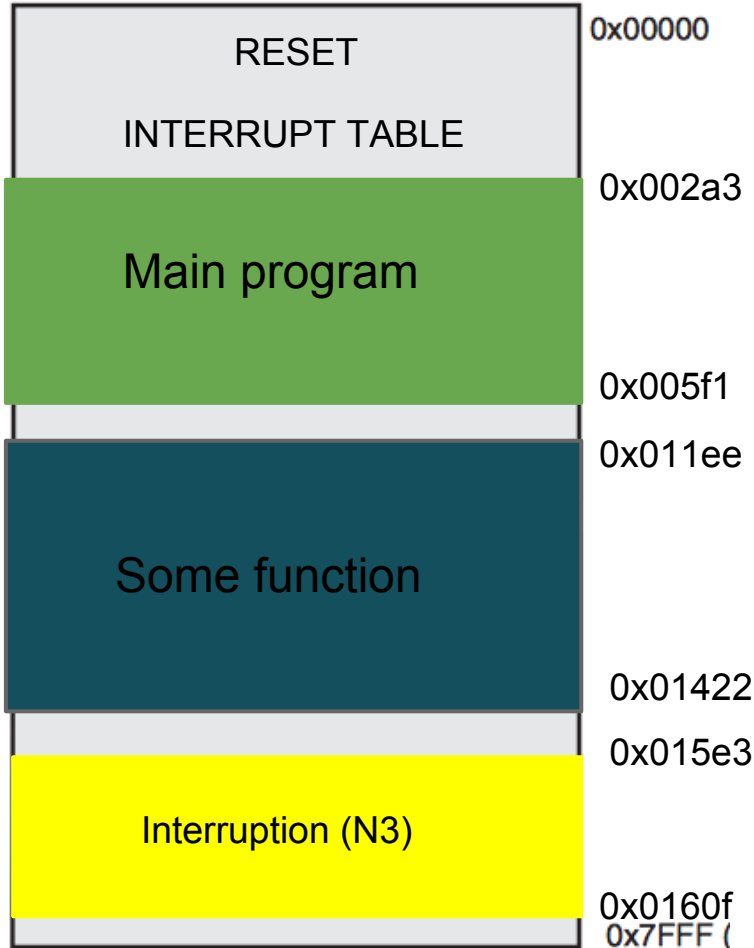 0x00000
RESET
INTERRUPT TABLE
0x002a3
Main program
0x005f1
0x011ee
Some function
0x01422
0x015e3
Interruption (N3)
0x0160f
0x7FFF (